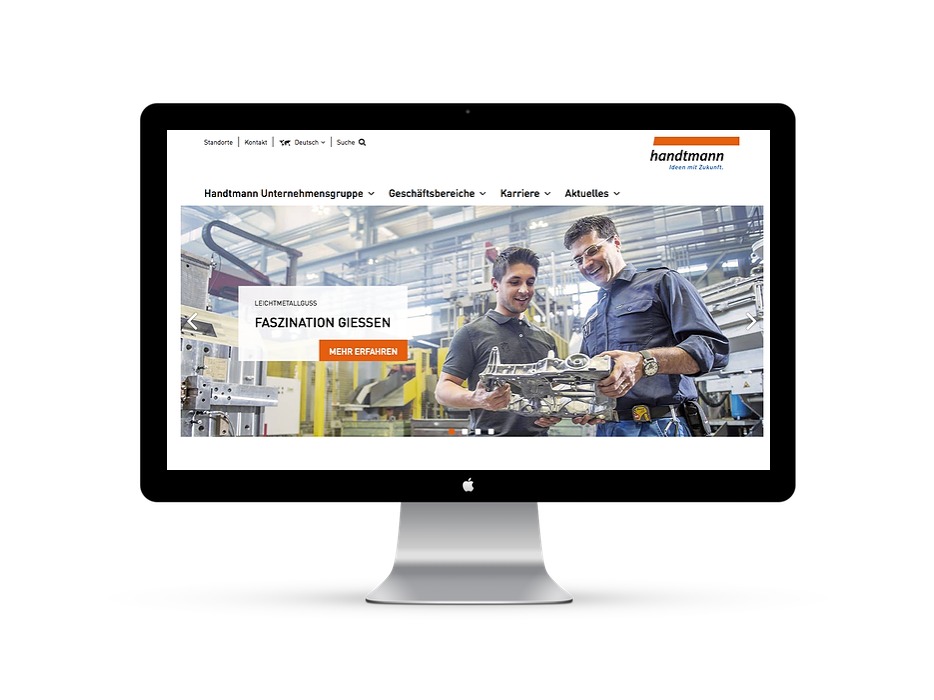 Standorte | Kontakt | Deutsch | Suche
handtmann
Ideen mit Zukunft.
Handtmann Unternehmensgruppe Geschäftsbereiche Karriere Aktuelles
LEICHTMETALLGUSS
FASZINATION GIESSEN
MEHR ERFAHREN